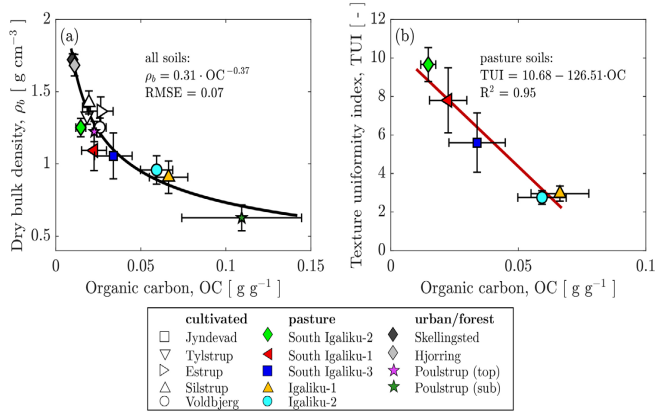 (a)
all soils:
ρb = 0.31 · OC−0.37
RMSE = 0.07
2
1.5
1
0.5
Dry bulk density, ρb [ g cm−3 ]
0
0.05
0.1
0.15
Organic carbon, OC [ g g−1 ]
(b)
pasture soils:
TUI = 10.68 − 126.51·OC
R2 = 0.95
12
10
8
6
4
2
0
Texture uniformity index, TUI [ - ]
0
0.05
0.1
Organic carbon, OC [ g g−1 ]
cultivated
Jyndevad
Tylstrup
Estrup
Silstrup
Voldbjerg
pasture
South Igaliku-2
South Igaliku-1
South Igaliku-3
Igaliku-1
Igaliku-2
urban/forest
Skellingsted
Hjorring
Poulstrup (top)
Poulstrup (sub)